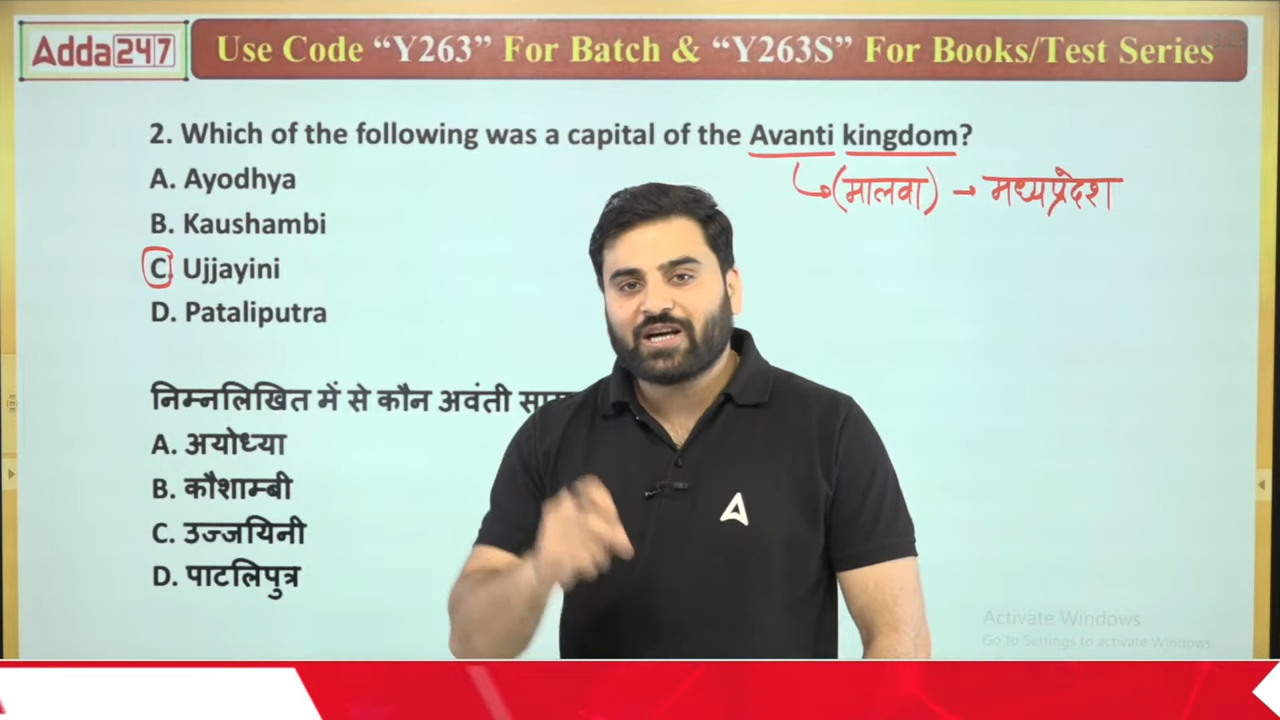 Adda247
Use Code “Y263” For Batch & “Y263S” For Books/Test Series
2. Which of the following was a capital of the Avanti kingdom?
(मालवा) → मध्यप्रदेश
A. Ayodhya
B. Kaushambi
C. Ujjayini
D. Pataliputra
निम्नलिखित में से कौन अवंती
A. अयोध्या
B. कौशाम्बी
C. उज्जयिनी
D. पाटलिपुत्र
Activate Windows
Go to Settings to activate Windows.